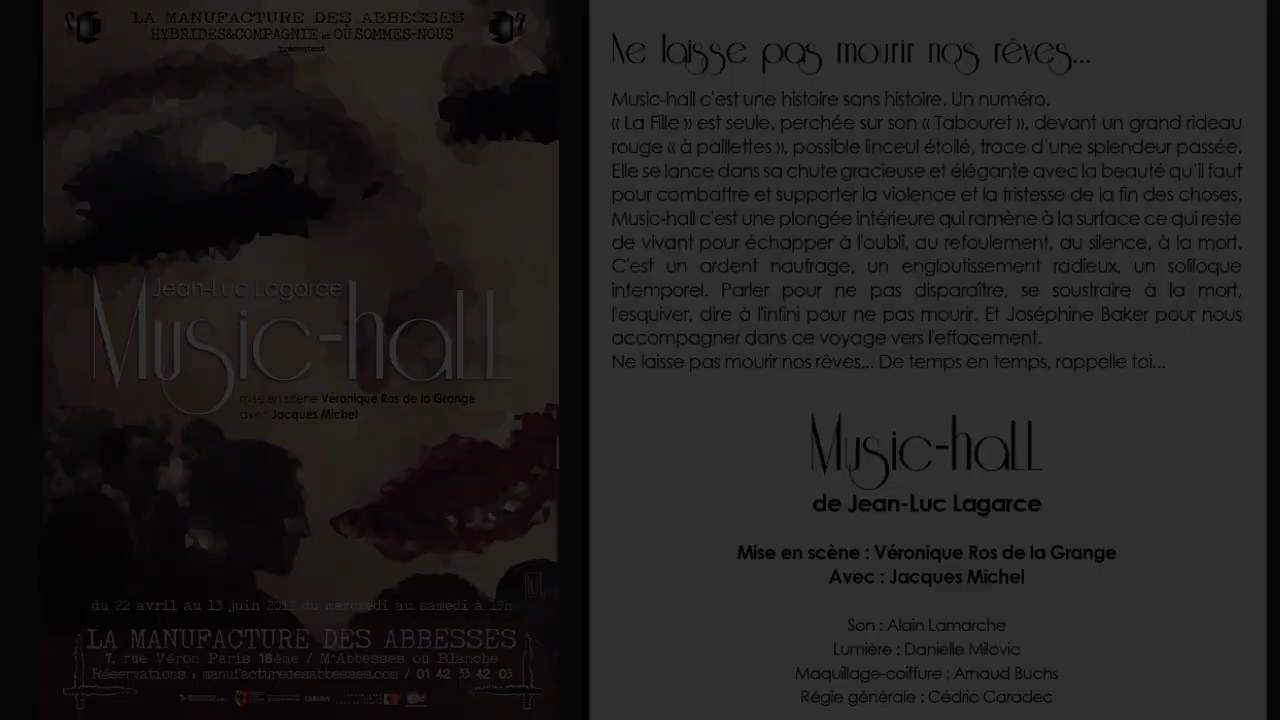 LA MANUFACTURE DES ABBESSES
HYBRIDES&COMPAGNIE et OÙ SOMMES-NOUS
présentent
Jean-Luc Lagarce
Music-hall
mise en scène Véronique Ros de la Grange
avec Jacques Michel
du 22 avril au 13 juin du mercredi au samedi à 19h
LA MANUFACTURE DES ABBESSES
7, rue Véron Paris 18ème / M°Abbesses ou Blanche
Réservations : manufacturedesabbesses.com / 01 42 33 42 03
Ne laisse pas mourir nos rêves...
Music-hall c'est une histoire sans histoire. Un numéro.
« La Fille » est seule, perchée sur son « Tabouret », devant un grand rideau
rouge « à paillettes », possible linceul étoilé, trace d'une splendeur passée.
Elle se lance dans sa chute gracieuse et élégante avec la beauté qu'il faut
pour combattre et supporter la violence et la tristesse de la fin des choses.
Music-hall c'est une plongée intérieure qui ramène à la surface ce qui reste
de vivant pour échapper à l'oubli, au refoulement, au silence, à la mort.
C'est un ardent naufrage, un engloutissement radieux, un soliloque
intemporel. Parler pour ne pas disparaître, se soustraire à la mort,
l'esquiver, dire à l'infini pour ne pas mourir. Et Joséphine Baker pour nous
accompagner dans ce voyage vers l'effacement.
Ne laisse pas mourir nos rêves... De temps en temps, rappelle toi...
Music-hall
de Jean-Luc Lagarce
Mise en scène : Véronique Ros de la Grange
Avec : Jacques Michel
Son : Alain Lamarche
Lumière : Danielle Milovic
Maquillage-coiffure : Arnaud Buchs
Régie générale : Cédric Caradec